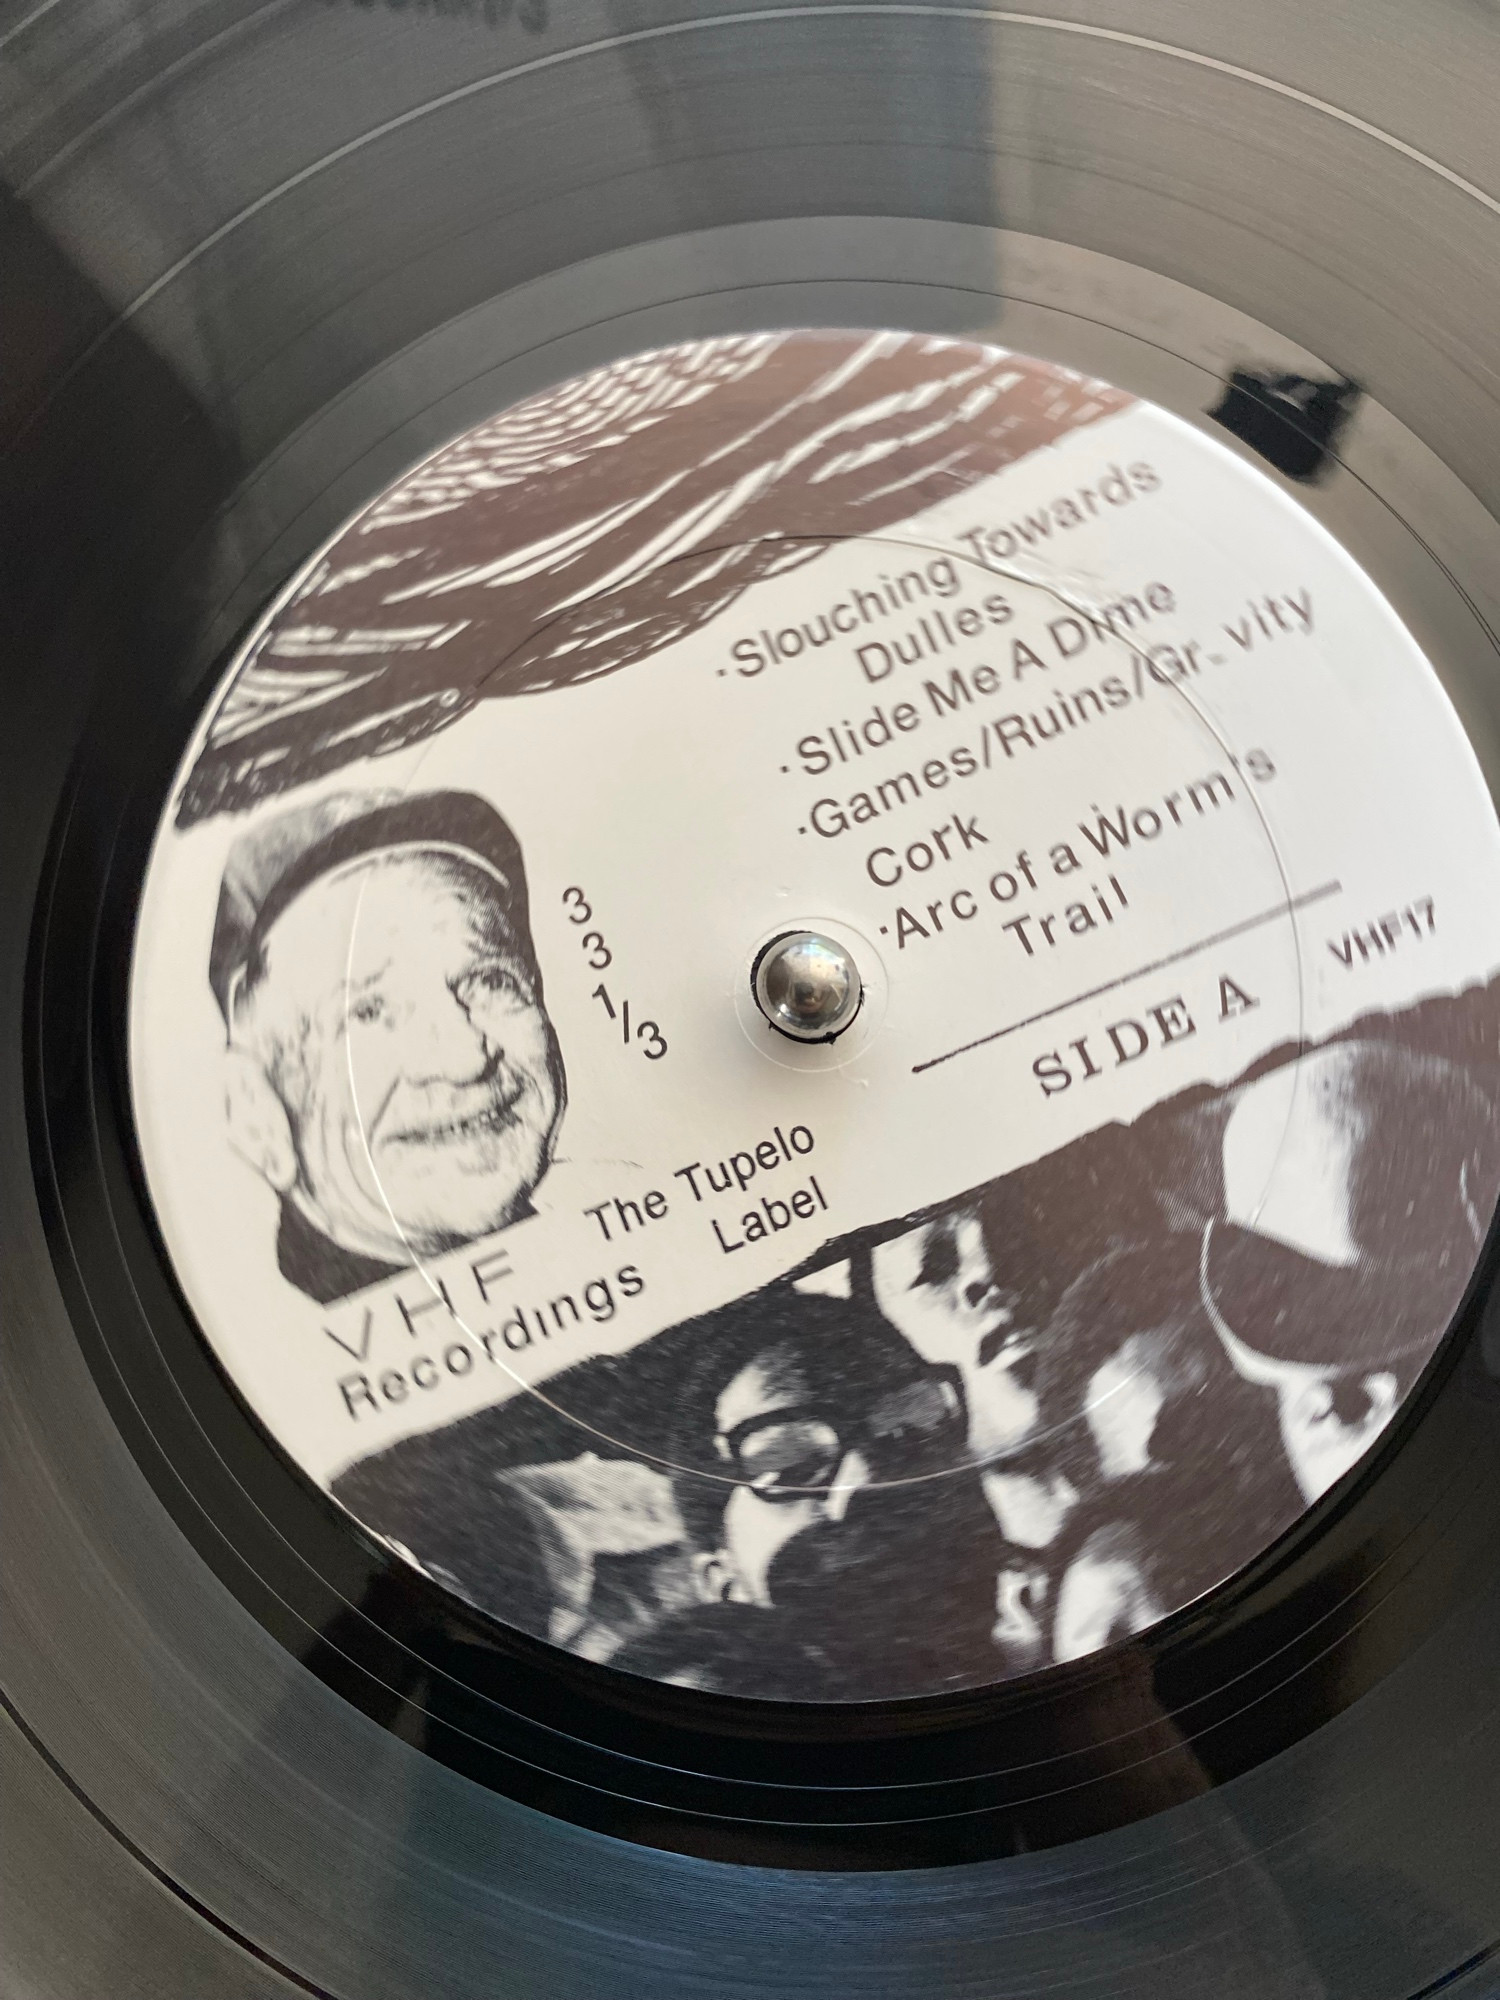 ·Slouching Towards
Dulles
·Slide Me A Dime
·Games/Ruins/Gr-vity
Cork
·Arc of a Worm's
Trail
VHF17
SIDE A
3
3
1/3
The Tupelo
Label
VHF
Recordings